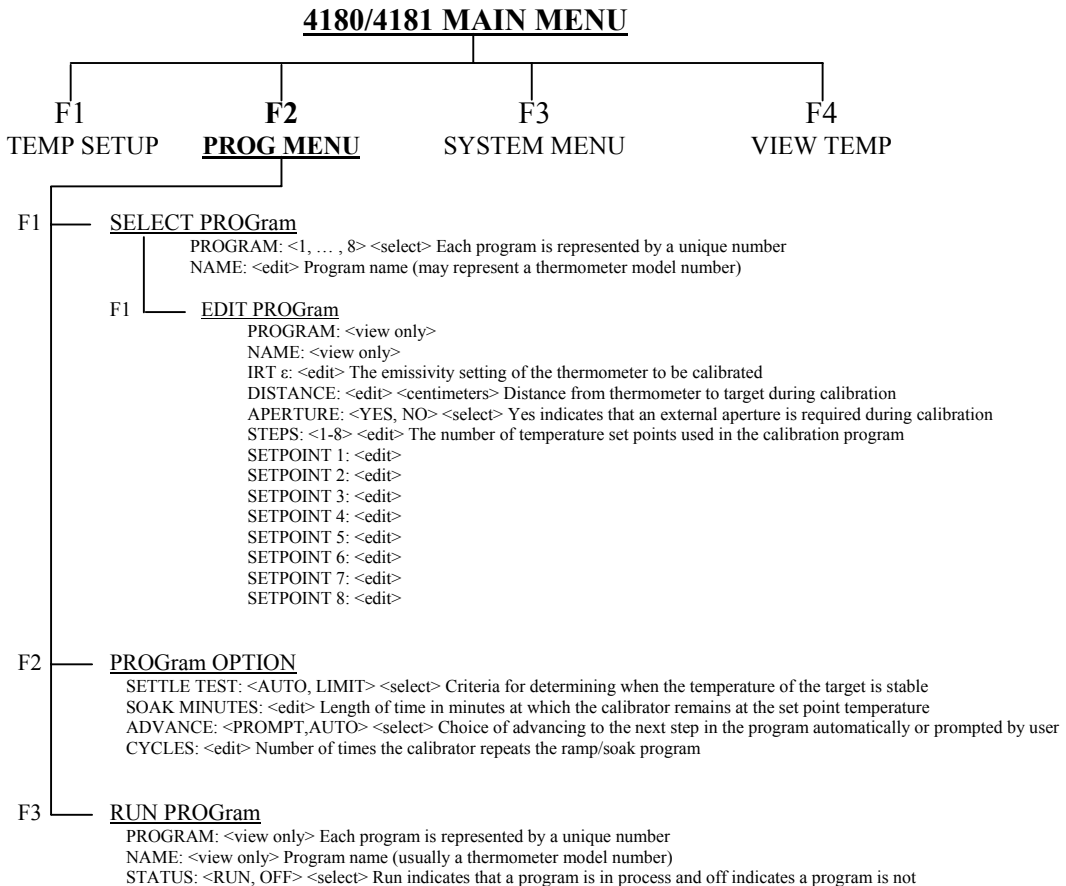 4180/4181 MAIN MENU
F1 F2 F3 F4
TEMP SETUP PROG MENU SYSTEM MENU VIEW TEMP
F1 SELECT PROGram
PROGRAM: <1, … , 8> <select> Each program is represented by a unique number
NAME: <edit> Program name (may represent a thermometer model number)
F1 EDIT PROGram
PROGRAM: <view only>
NAME: <view only>
IRT ε: <edit> The emissivity setting of the thermometer to be calibrated
DISTANCE: <edit> <centimeters> Distance from thermometer to target during calibration
APERTURE: <YES, NO> <select> Yes indicates that an external aperture is required during calibration
STEPS: <1-8> <edit> The number of temperature set points used in the calibration program
SETPOINT 1: <edit>
SETPOINT 2: <edit>
SETPOINT 3: <edit>
SETPOINT 4: <edit>
SETPOINT 5: <edit>
SETPOINT 6: <edit>
SETPOINT 7: <edit>
SETPOINT 8: <edit>
F2 PROGram OPTION
SETTLE TEST: <AUTO, LIMIT> <select> Criteria for determining when the temperature of the target is stable
SOAK MINUTES: <edit> Length of time in minutes at which the calibrator remains at the set point temperature
ADVANCE: <PROMPT,AUTO> <select> Choice of advancing to the next step in the program automatically or prompted by user
CYCLES: <edit> Number of times the calibrator repeats the ramp/soak program
F3 RUN PROGram
PROGRAM: <view only> Each program is represented by a unique number
NAME: <view only> Program name (usually a thermometer model number)
STATUS: <RUN, OFF> <select> Run indicates that a program is in process and off indicates a program is not